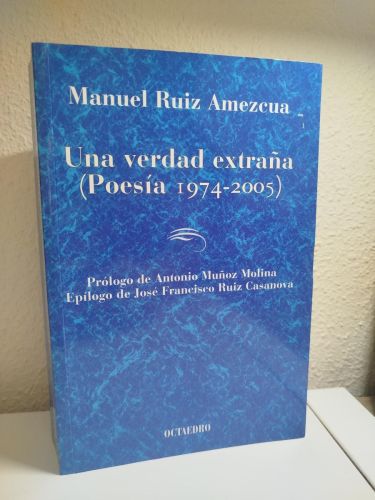 Manuel Ruiz Amezcua
Una verdad extraña
(Poesía 1974-2005)
Prólogo de Antonio Muñoz Molina
Epílogo de José Francisco Ruíz Casanova
OCTAEDRO